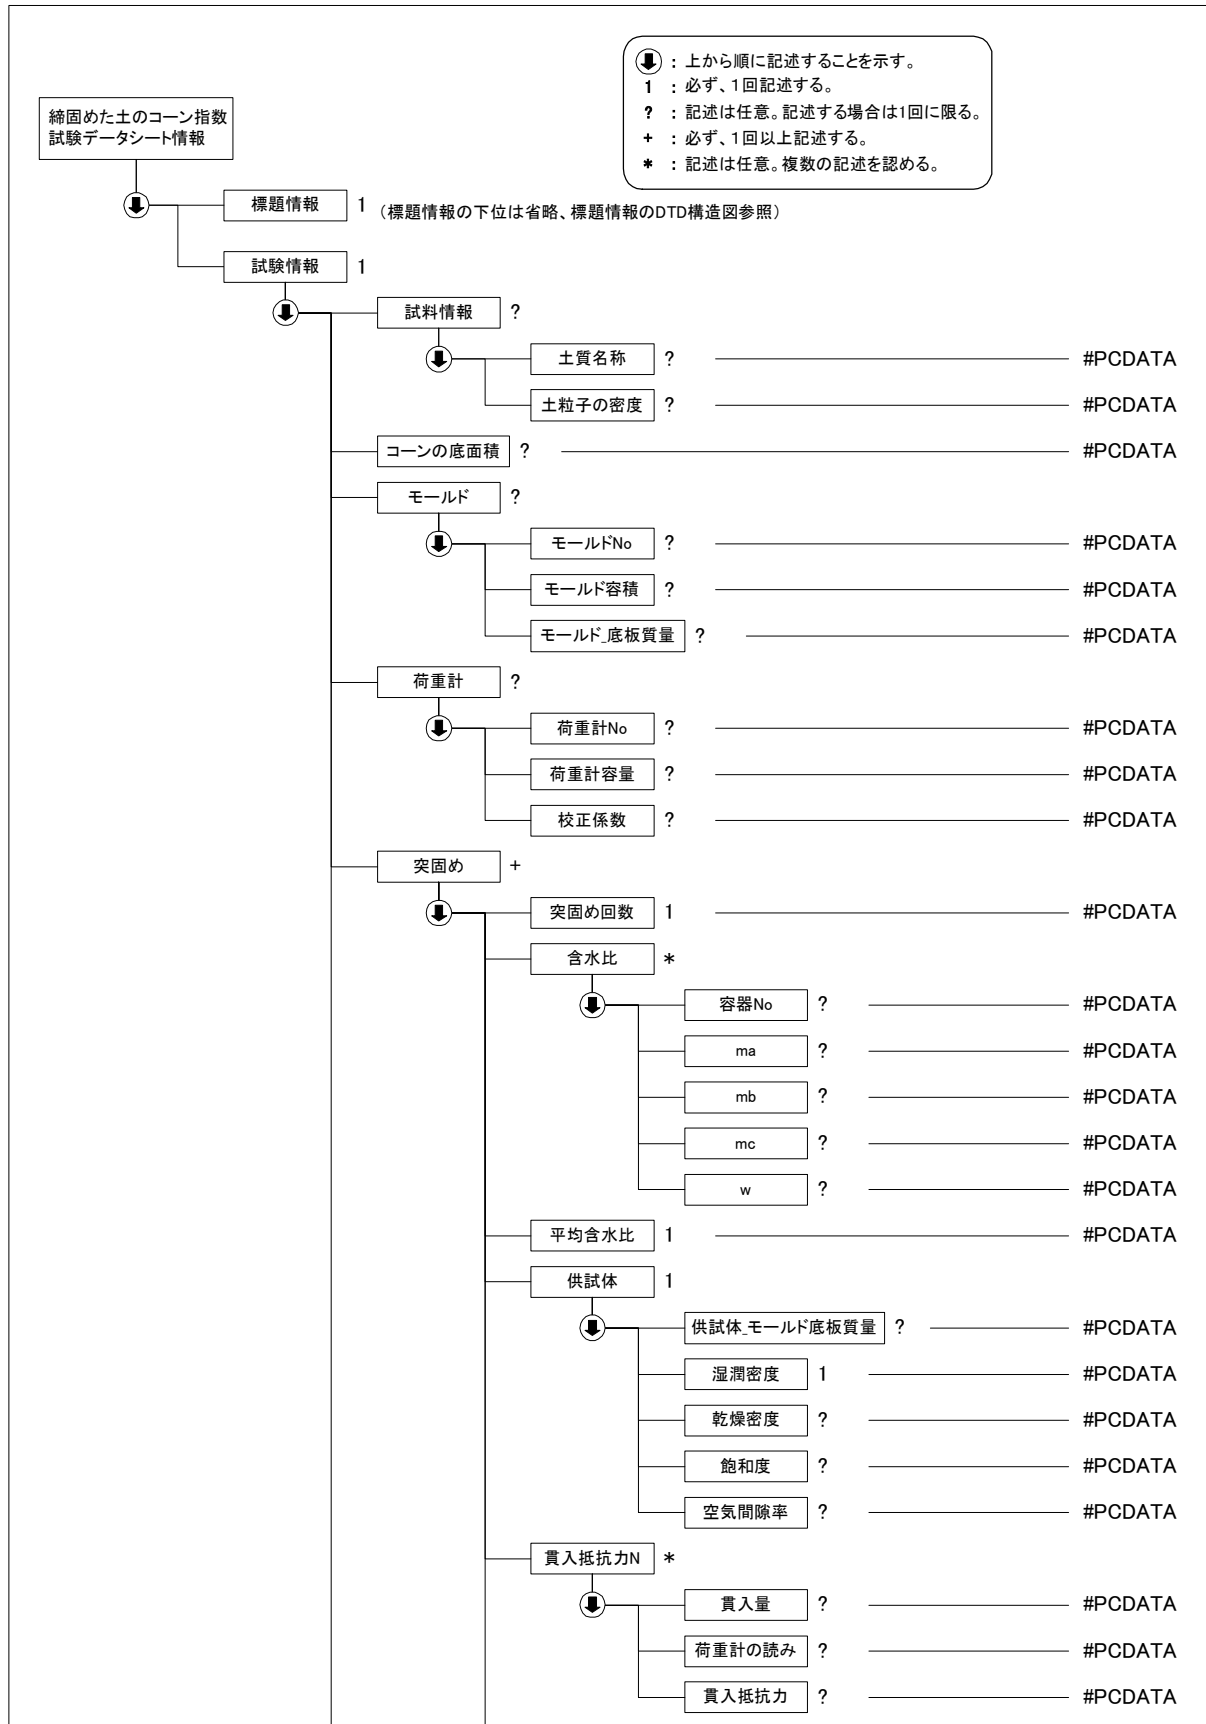 ：上から順に記述することを示す。
1 ：必ず、1回記述する。
? ：記述は任意。記述する場合は1回に限る。
+ ：必ず、1回以上記述する。
* ：記述は任意。複数の記述を認める。
締固めた土のコーン指数
試験データシート情報
標題情報 1 （標題情報の下位は省略、標題情報のDTD構造図参照）
試験情報 1
試料情報 ?
土質名称 ? #PCDATA
土粒子の密度 ? #PCDATA
コーンの底面積 ? #PCDATA
モールド ?
モールドNo ? #PCDATA
モールド容積 ? #PCDATA
モールド_底板質量 ? #PCDATA
荷重計 ?
荷重計No ? #PCDATA
荷重計容量 ? #PCDATA
校正係数 ? #PCDATA
突固め +
突固め回数 1 #PCDATA
含水比 *
容器No ? #PCDATA
ma ? #PCDATA
mb ? #PCDATA
mc ? #PCDATA
w ? #PCDATA
平均含水比 1 #PCDATA
供試体 1
供試体_モールド底板質量 ? #PCDATA
湿潤密度 1 #PCDATA
乾燥密度 ? #PCDATA
飽和度 ? #PCDATA
空気間隙率 ? #PCDATA
貫入抵抗力N *
貫入量 ? #PCDATA
荷重計の読み ? #PCDATA
貫入抵抗力 ? #PCDATA